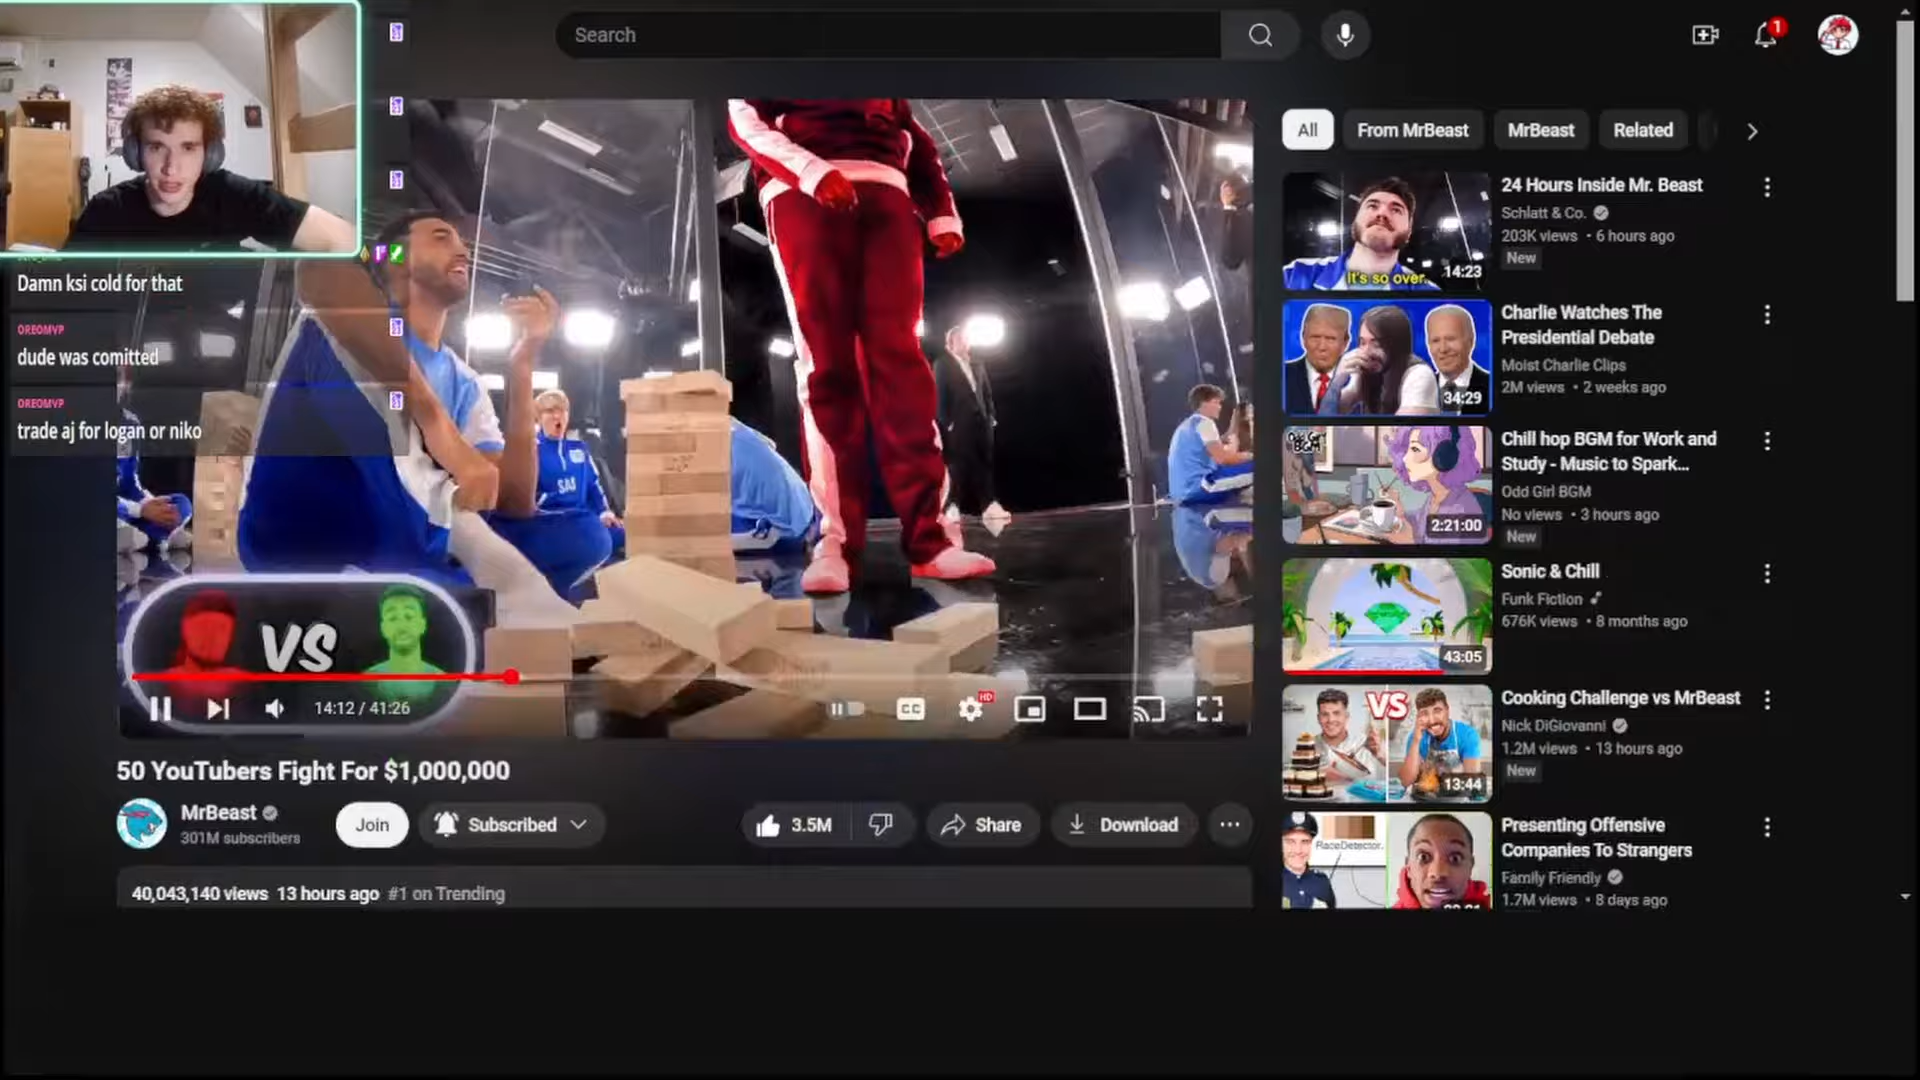 Search
1
Damn ksi cold for that
OREOMVP
dude was comitted
OREOMVP
trade aj for logan or niko
VS
14:12 / 41:26
CC
HD
50 YouTubers Fight For $1,000,000
MrBeast
301M subscribers
Join
Subscribed
3.5M
Share
Download
40,043,140 views 13 hours ago #1 on Trending
All
From MrBeast
MrBeast
Related
It's so over.
14:23
24 Hours Inside Mr. Beast
Schlatt & Co.
203K views • 6 hours ago
New
34:29
Charlie Watches The
Presidential Debate
Moist Charlie Clips
2M views • 2 weeks ago
Odd Girl
BGM
2:21:00
Chill hop BGM for Work and
Study - Music to Spark...
Odd Girl BGM
No views • 3 hours ago
New
43:05
Sonic & Chill
Funk Fiction
676K views • 8 months ago
VS
13:44
Cooking Challenge vs MrBeast
Nick DiGiovanni
1.2M views • 13 hours ago
New
RaceDetector.
Presenting Offensive
Companies To Strangers
Family Friendly
1.7M views • 8 days ago